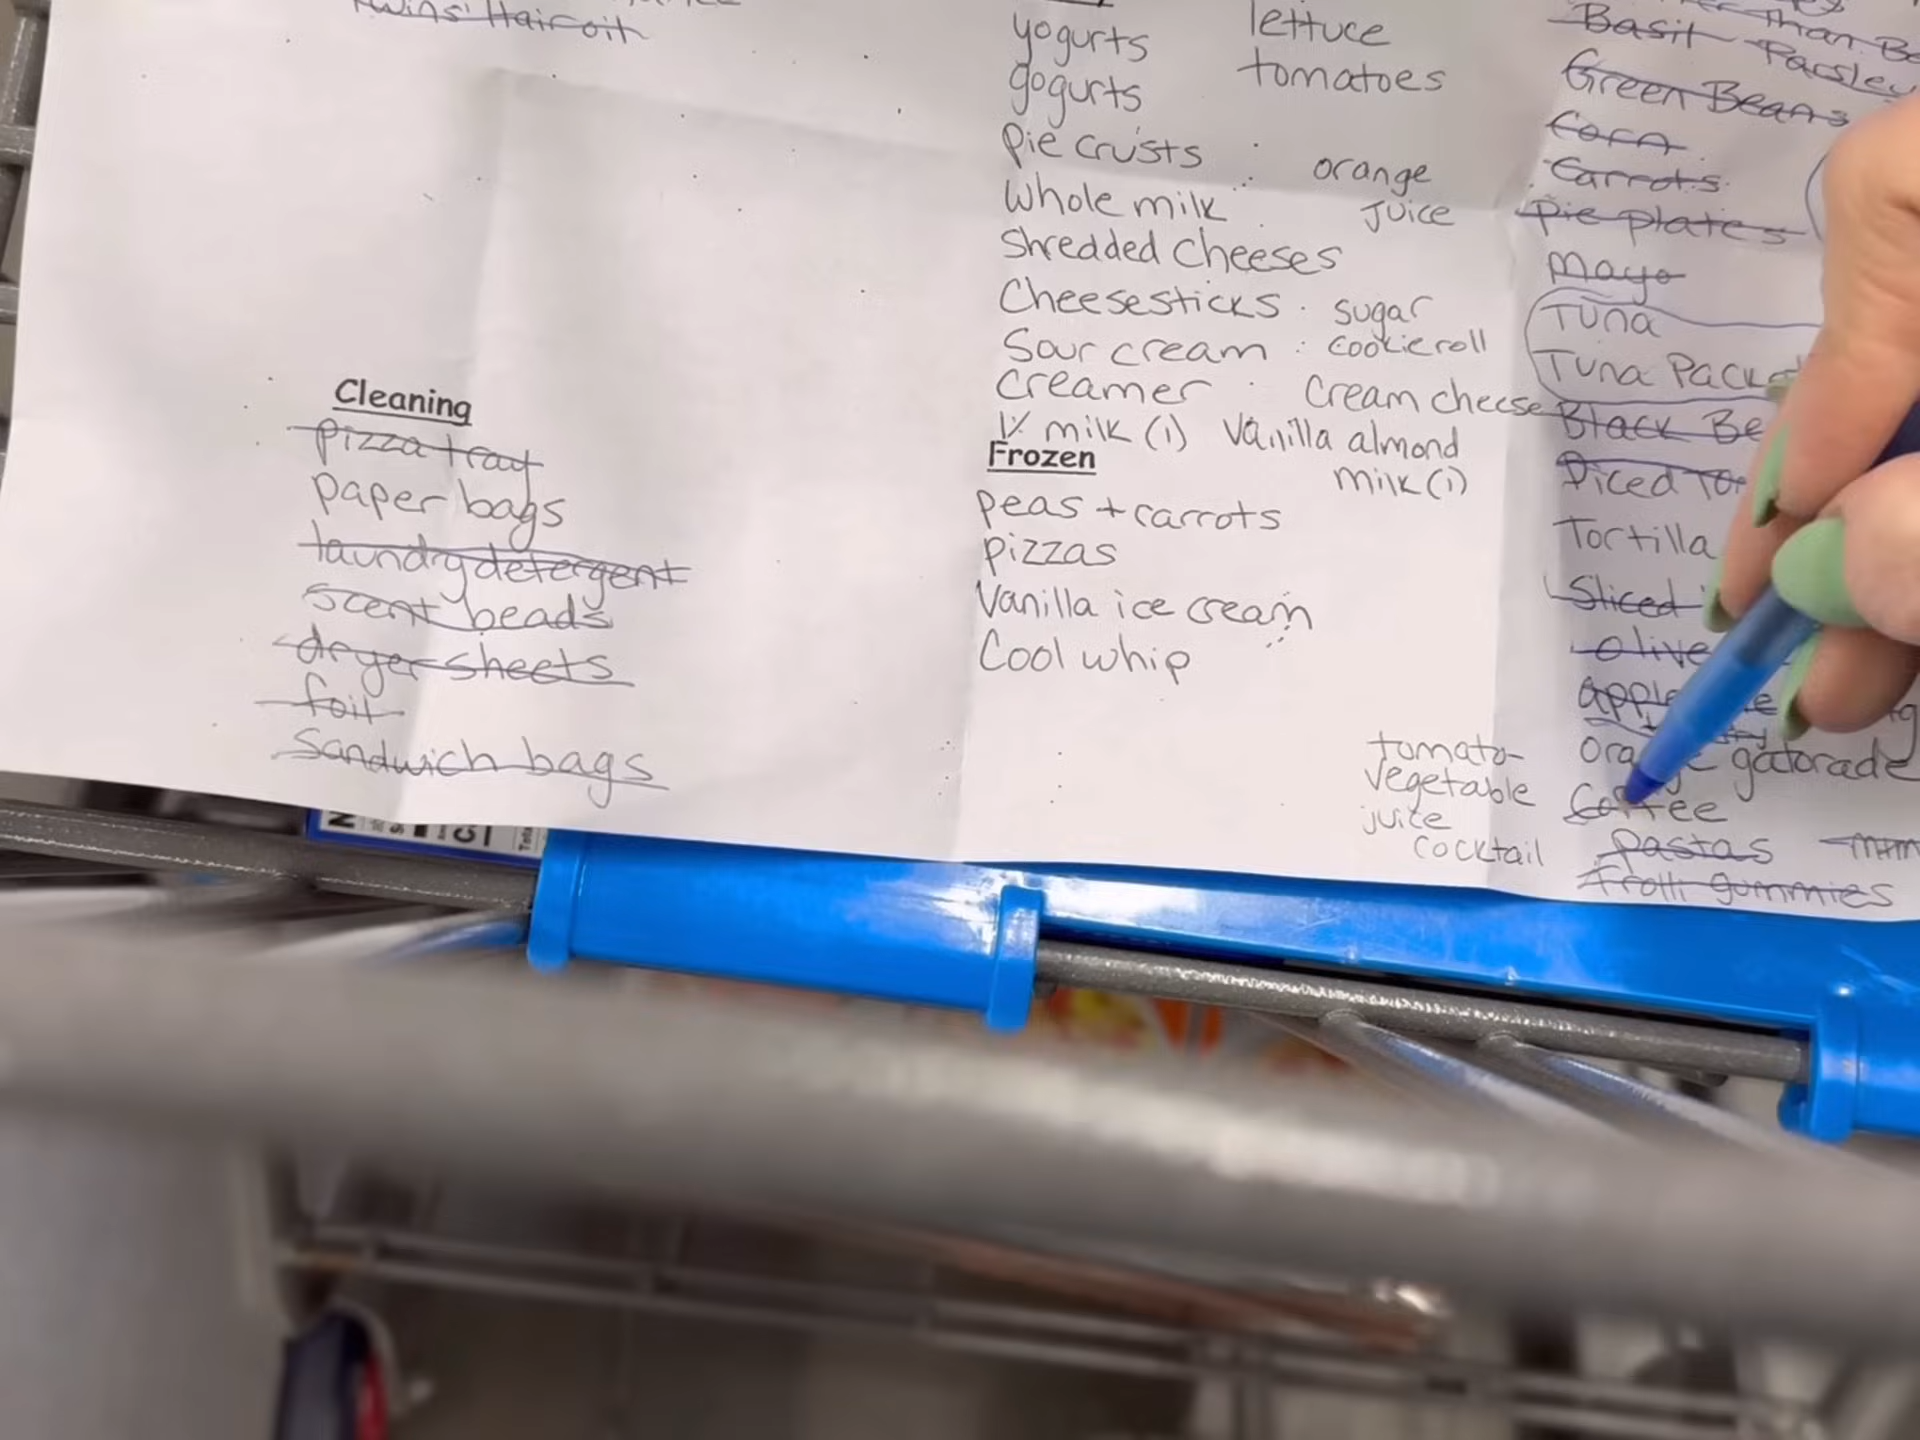 Twins' Hair oil
Cleaning
pizza tray
paper bags
laundry detergent
scent beads
dryer sheets
foil
Sandwich bags
yogurts
gogurts
pie crusts
Whole milk
Shredded Cheeses
Cheesesticks
Sour cream
Creamer
1% milk (1)
lettuce
tomatoes
orange
juice
sugar
cookie roll
Cream cheese
Vanilla almond
milk (1)
Frozen
peas + carrots
pizzas
Vanilla ice cream
Cool whip
tomato-
Vegetable
juice
cocktail
Than
Basil Parsley
Green Beans
Corn
Carrots
pie plates
Mayo
Tuna
Tuna
Black
Diced
Tortilla
Sliced
gatorade
Coffee
pastas
trolli gummies